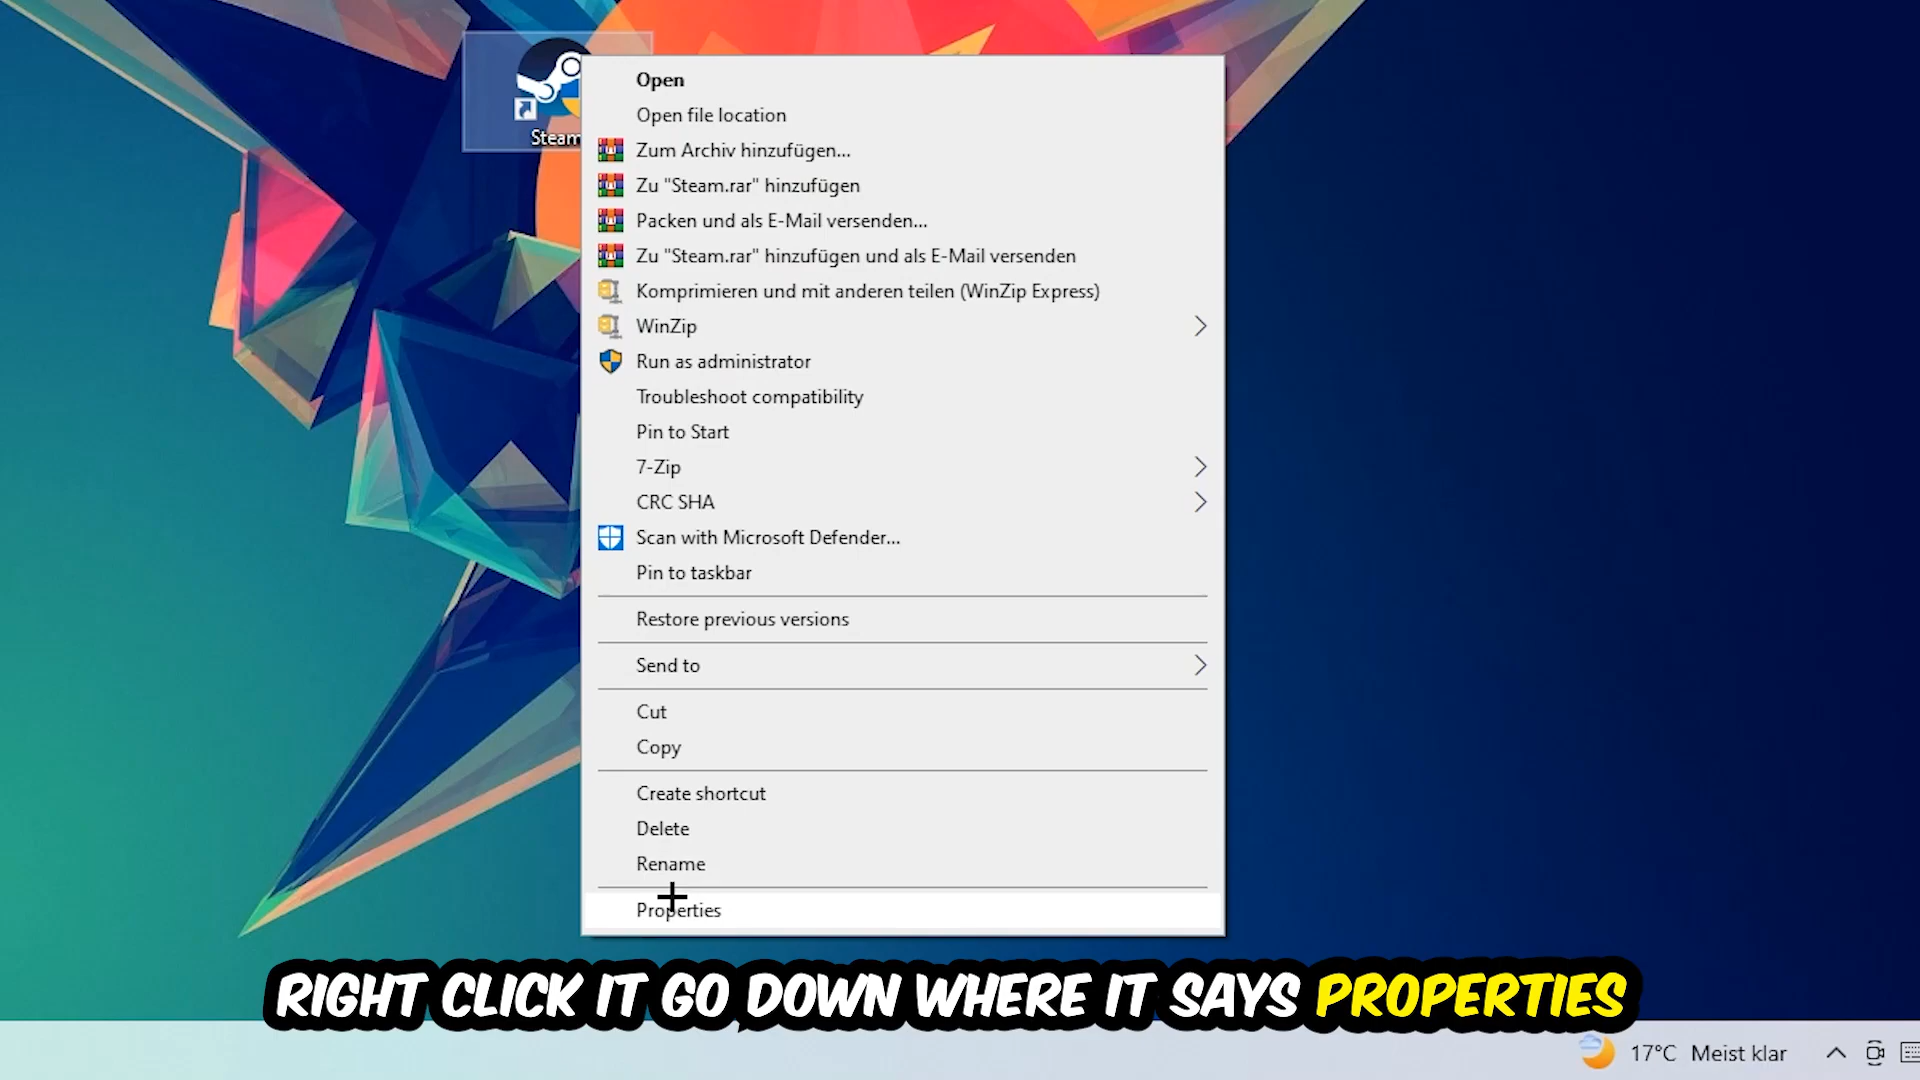 Steam
Open
Open file location
Zum Archiv hinzufügen...
Zu "Steam.rar" hinzufügen
Packen und als E-Mail versenden...
Zu "Steam.rar" hinzufügen und als E-Mail versenden
Komprimieren und mit anderen teilen (WinZip Express)
WinZip
Run as administrator
Troubleshoot compatibility
Pin to Start
7-Zip
CRC SHA
Scan with Microsoft Defender...
Pin to taskbar
Restore previous versions
Send to
Cut
Copy
Create shortcut
Delete
Rename
Properties
RIGHT CLICK IT GO DOWN WHERE IT SAYS PROPERTIES
17°C Meist klar